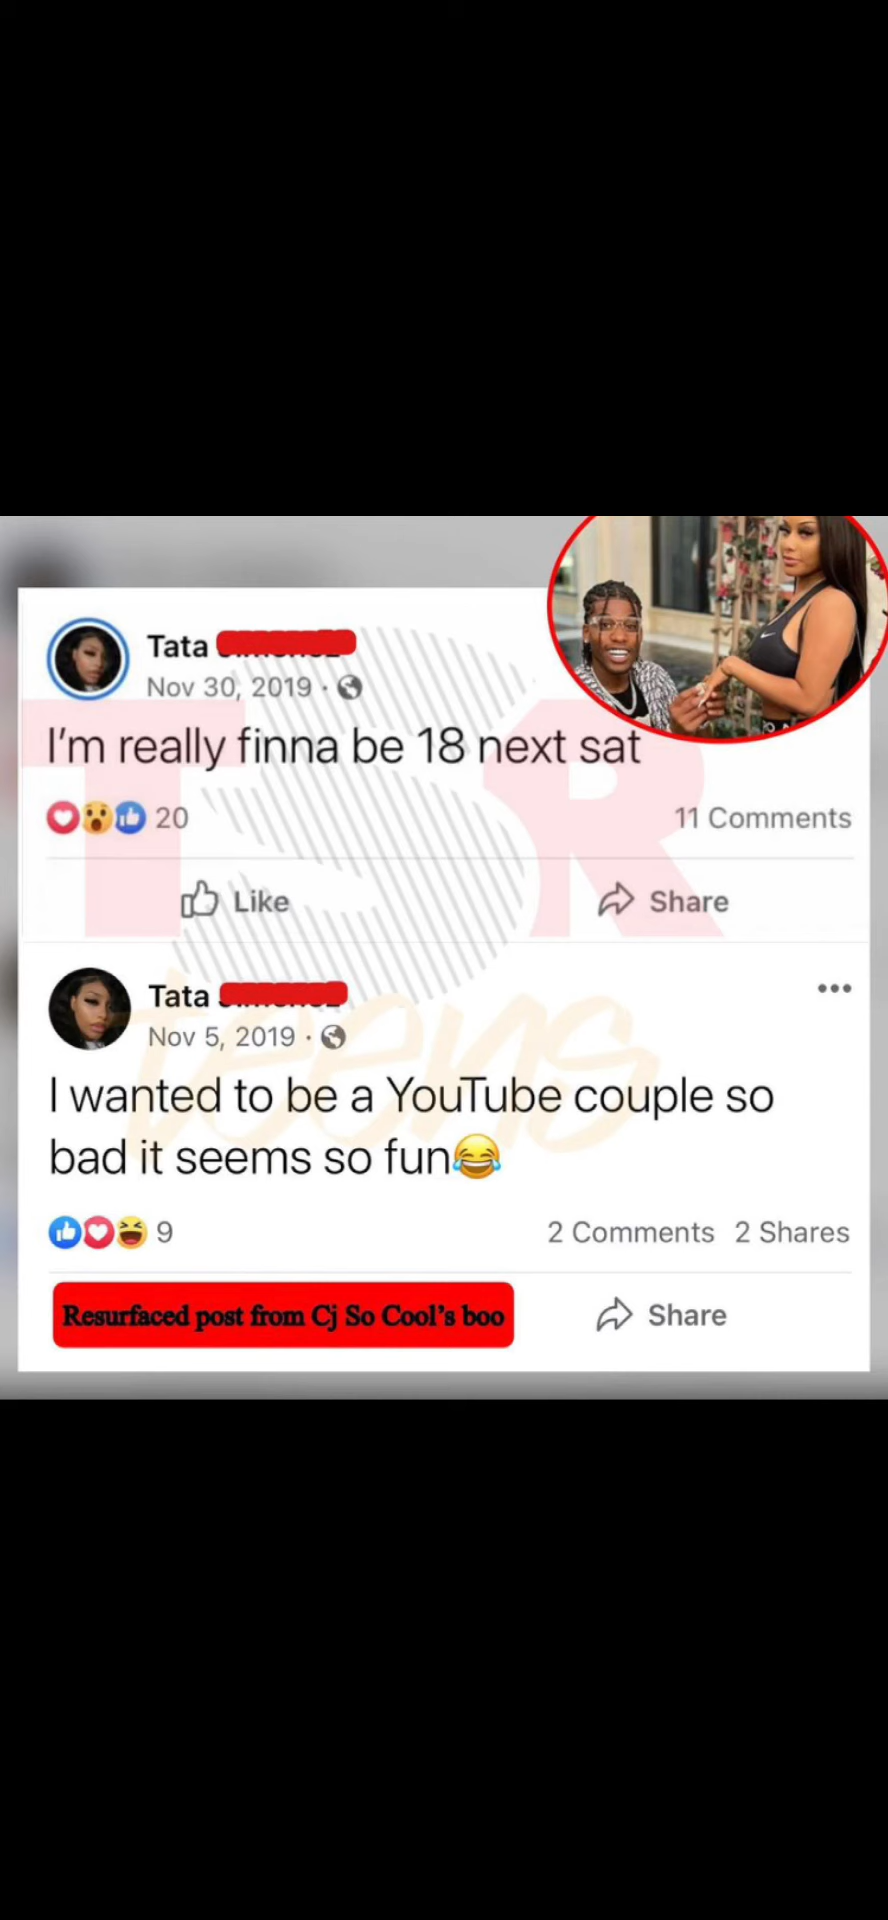 Tata
Nov 30, 2019 ·
I'm really finna be 18 next sat
20
11 Comments
Like
Share
TSR
teens
Tata
Nov 5, 2019 ·
I wanted to be a YouTube couple so
bad it seems so fun😂
9
2 Comments 2 Shares
Resurfaced post from Cj So Cool's boo
Share